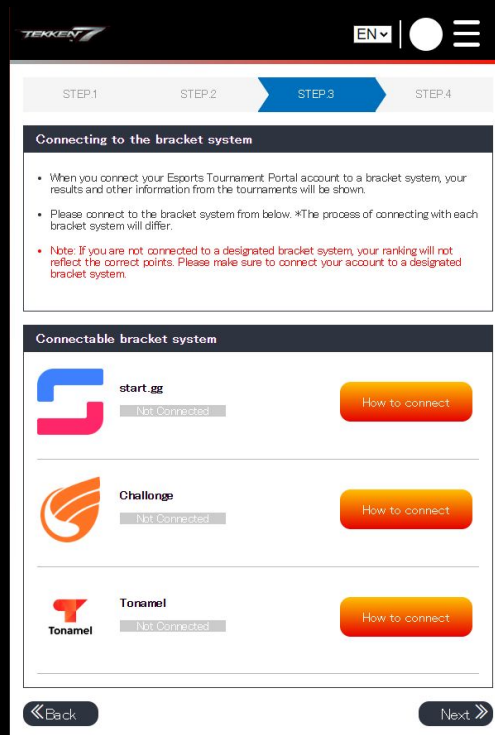 TEKKEN 7
EN
STEP.1
STEP.2
STEP.3
STEP.4
Connecting to the bracket system
• When you connect your Esports Tournament Portal account to a bracket system, your
results and other information from the tournaments will be shown.
• Please connect to the bracket system from below. *The process of connecting with each
bracket system will differ.
• Note: If you are not connected to a designated bracket system, your ranking will not
reflect the correct points. Please make sure to connect your account to a designated
bracket system.
Connectable bracket system
start.gg
Not Connected
How to connect
Challonge
Not Connected
How to connect
Tonamel
Tonamel
Not Connected
How to connect
Back
Next